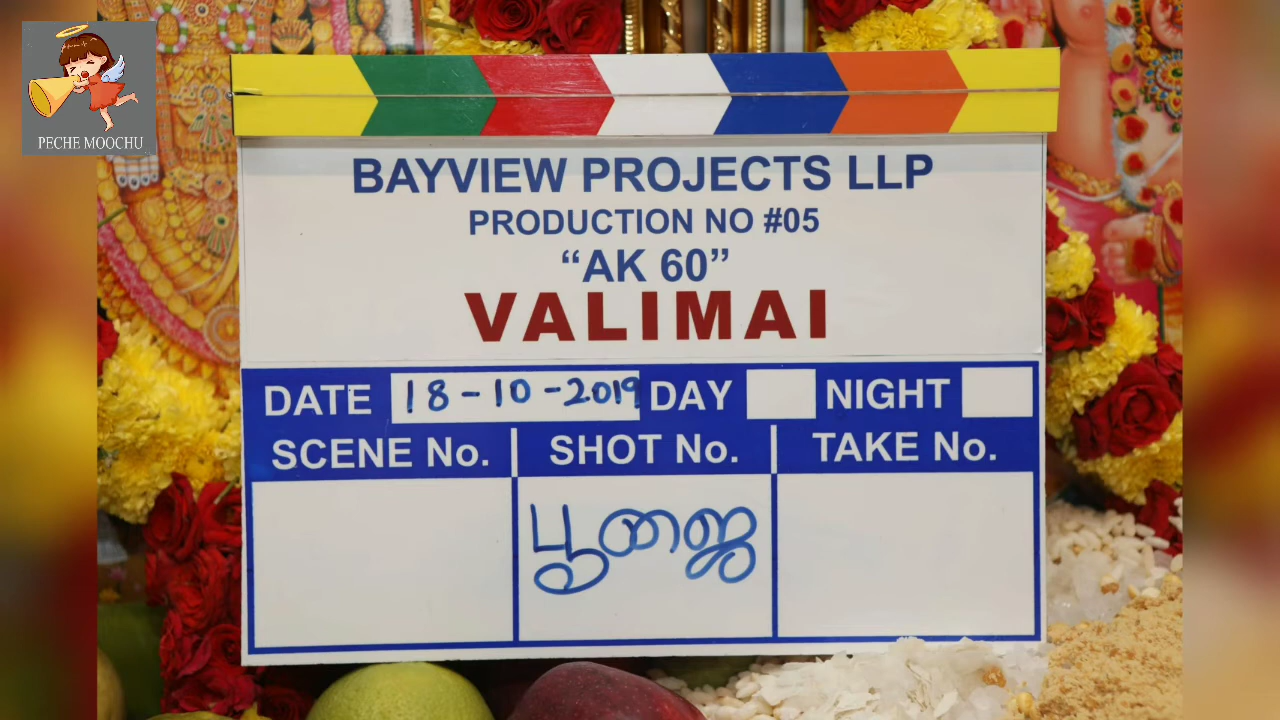 PECHE MOOCHU
BAYVIEW PROJECTS LLP
PRODUCTION NO #05
“AK 60”
VALIMAI
DATE 18-10-2019 DAY NIGHT
SCENE No. SHOT No. TAKE No.
பூஜை